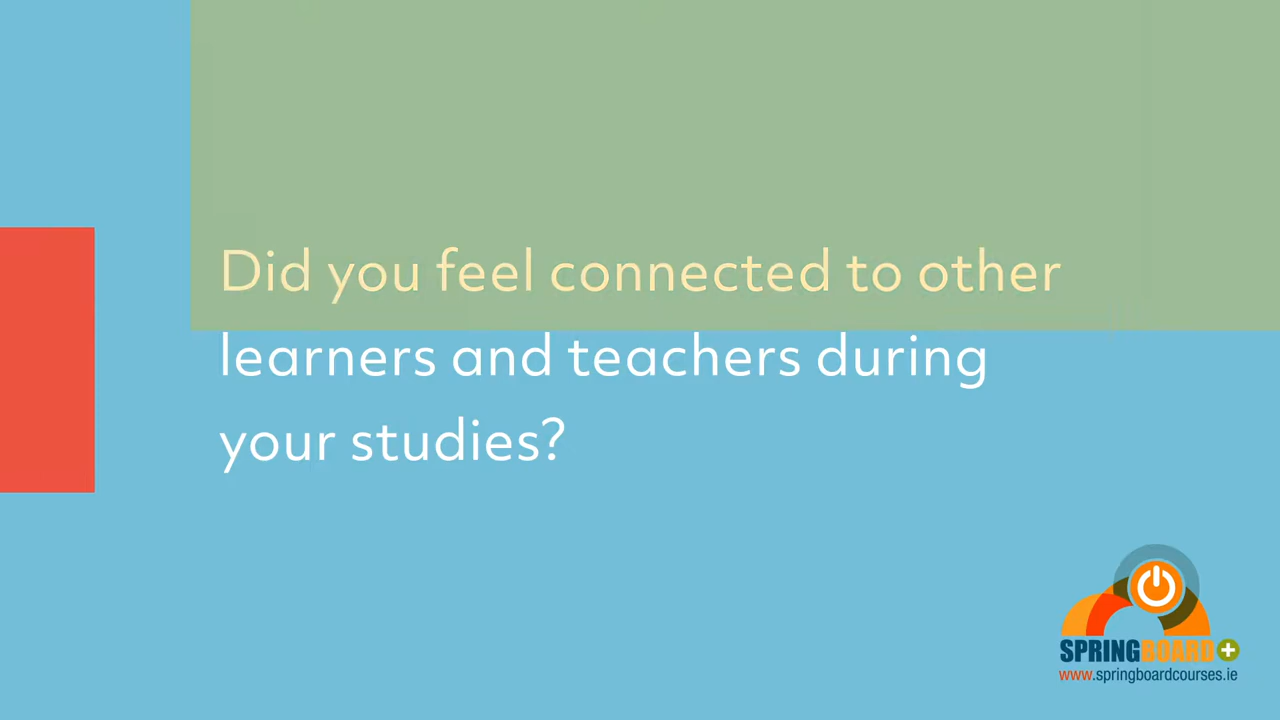 Did you feel connected to other
learners and teachers during
your studies?
SPRINGBOARD+
www.springboardcourses.ie